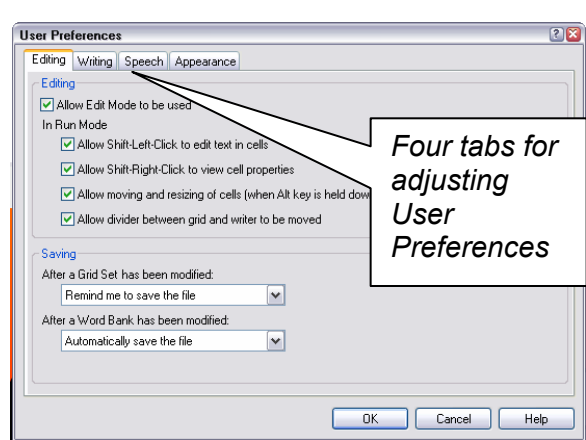 User Preferences
Editing Writing Speech Appearance
Editing
Allow Edit Mode to be used
In Run Mode
Allow Shift-Left-Click to edit text in cells
Allow Shift-Right-Click to view cell properties
Allow moving and resizing of cells (when Alt key is held
Allow divider between grid and writer to be moved
Four tabs for
adjusting
User
Preferences
Saving
After a Grid Set has been modified:
Remind me to save the file
After a Word Bank has been modified:
Automatically save the file
OK Cancel Help